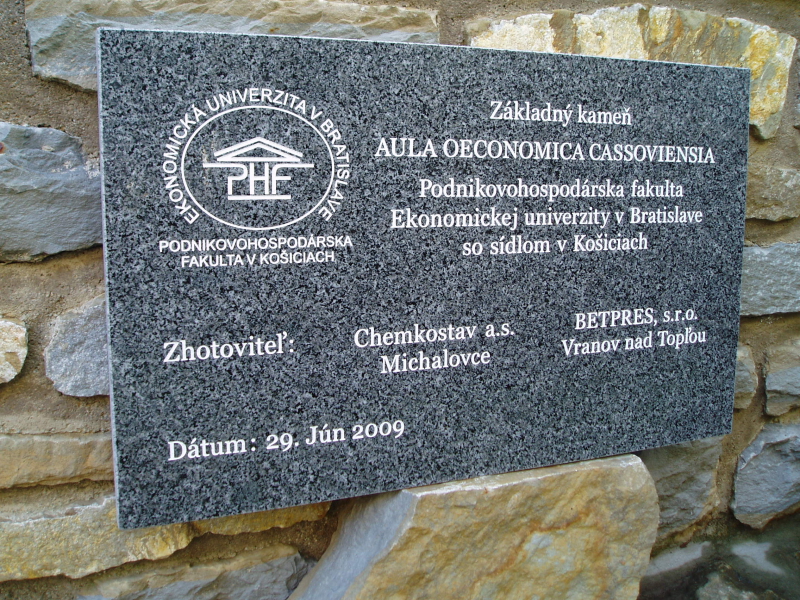 EKONOMICKÁ UNIVERZITA V BRATISLAVE
PHF
PODNIKOVOHOSPODÁRSKA
FAKULTA V KOŠICIACH
Základný kameň
AULA OECONOMICA CASSOVIENSIA
Podnikovohospodárska fakulta
Ekonomickej univerzity v Bratislave
so sídlom v Košiciach
Zhotoviteľ:
Chemkostav a.s.
Michalovce
BETPRES, s.r.o.
Vranov nad Topľou
Dátum: 29. Jún 2009